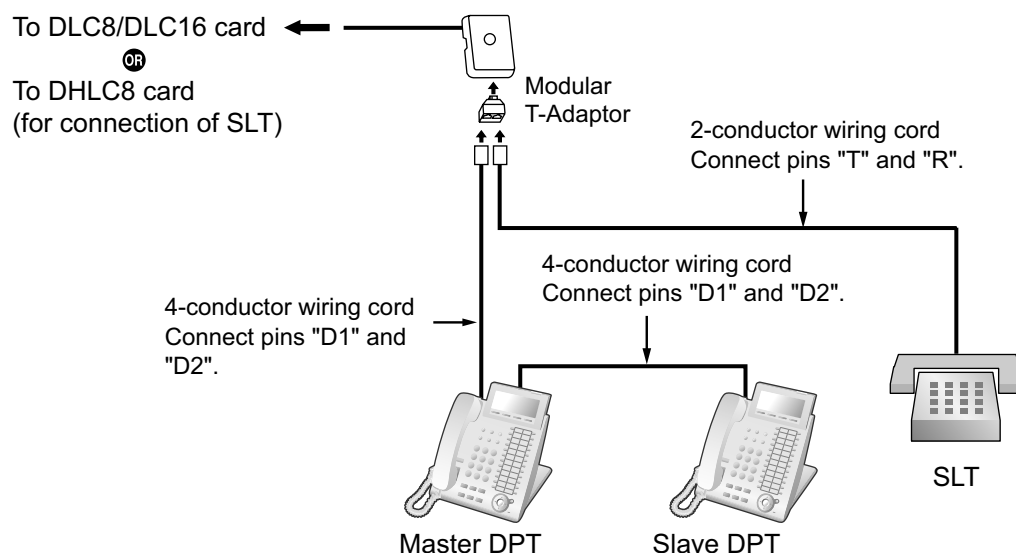 To DLC8/DLC16 card
OR
To DHLC8 card
(for connection of SLT)
Modular
T-Adaptor
2-conductor wiring cord
Connect pins "T" and "R".
4-conductor wiring cord
Connect pins "D1" and "D2".
4-conductor wiring cord
Connect pins "D1" and
"D2".
SLT
Master DPT
Slave DPT